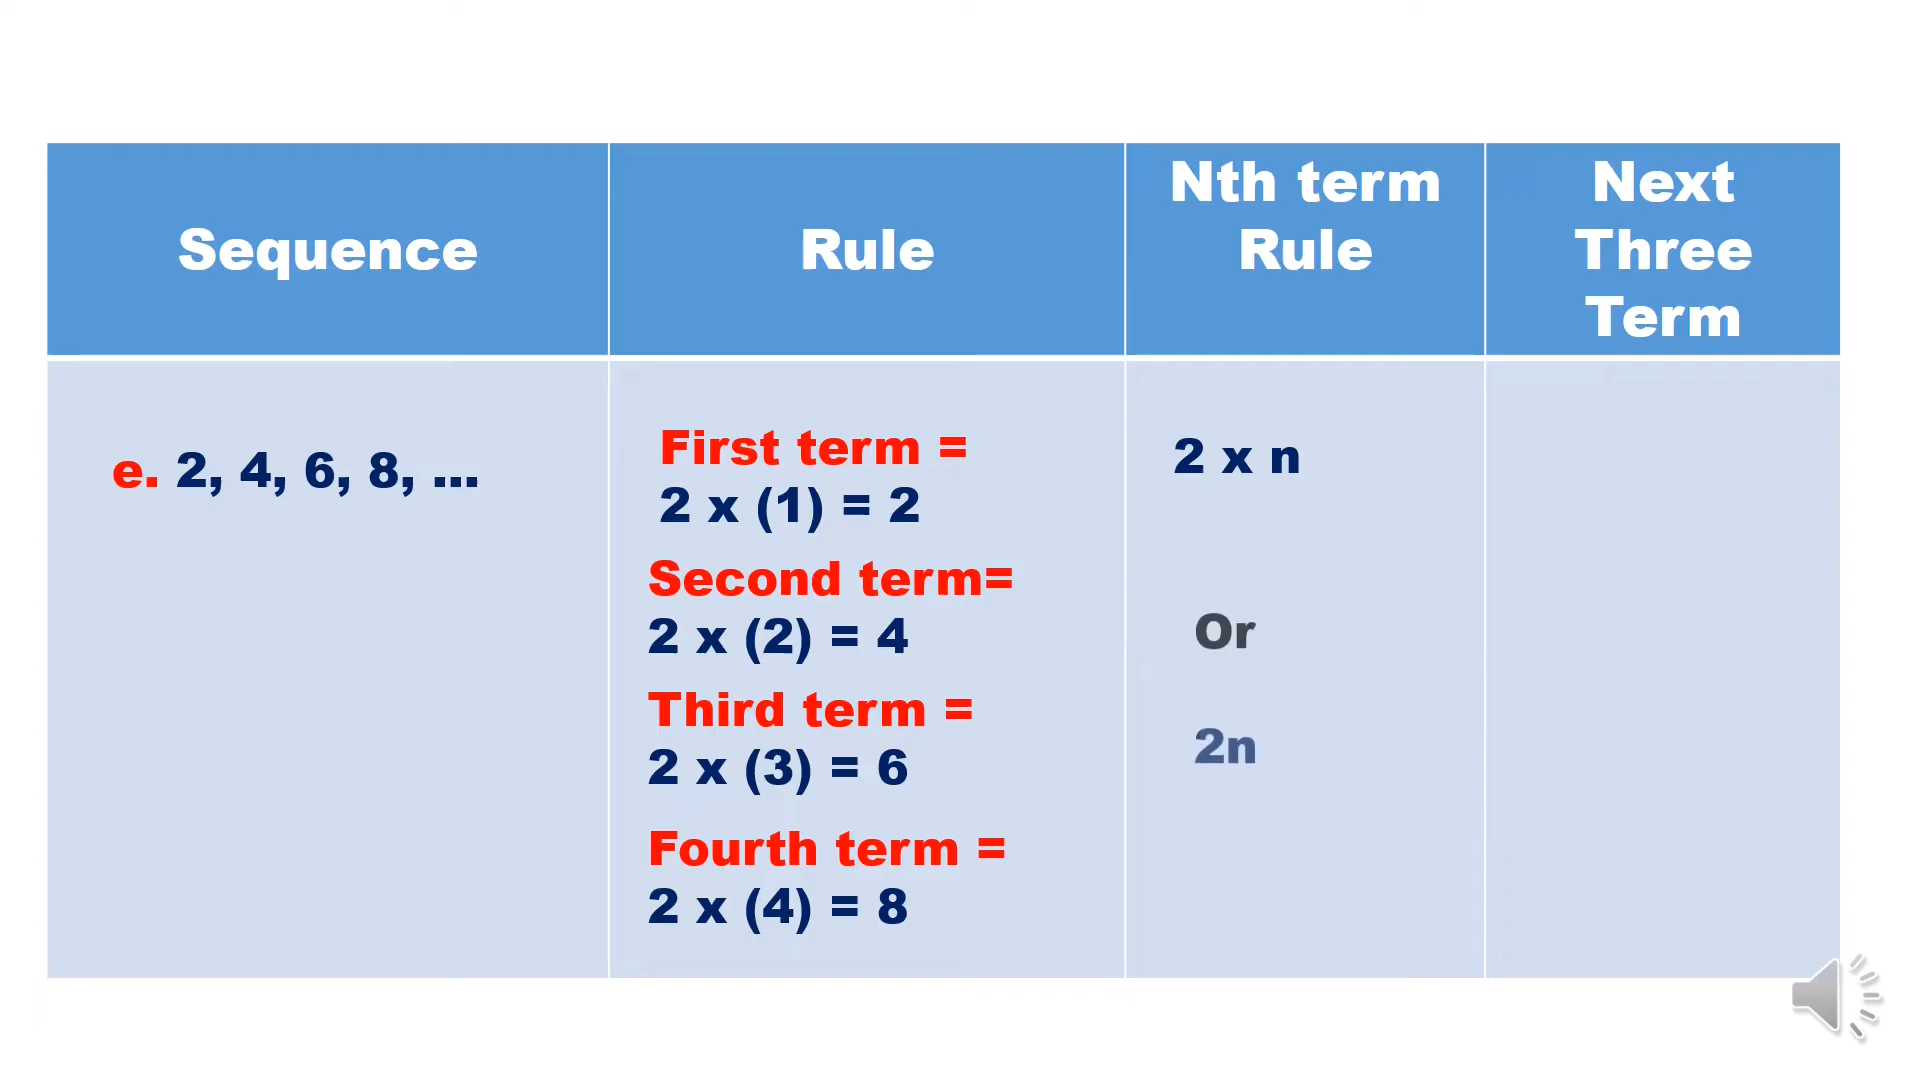 Sequence
Rule
Nth term
Rule
Next
Three
Term
e. 2, 4, 6, 8, ...
First term =
2 x (1) = 2
Second term=
2 x (2) = 4
Third term =
2 x (3) = 6
Fourth term =
2 x (4) = 8
2 x n
Or
2n